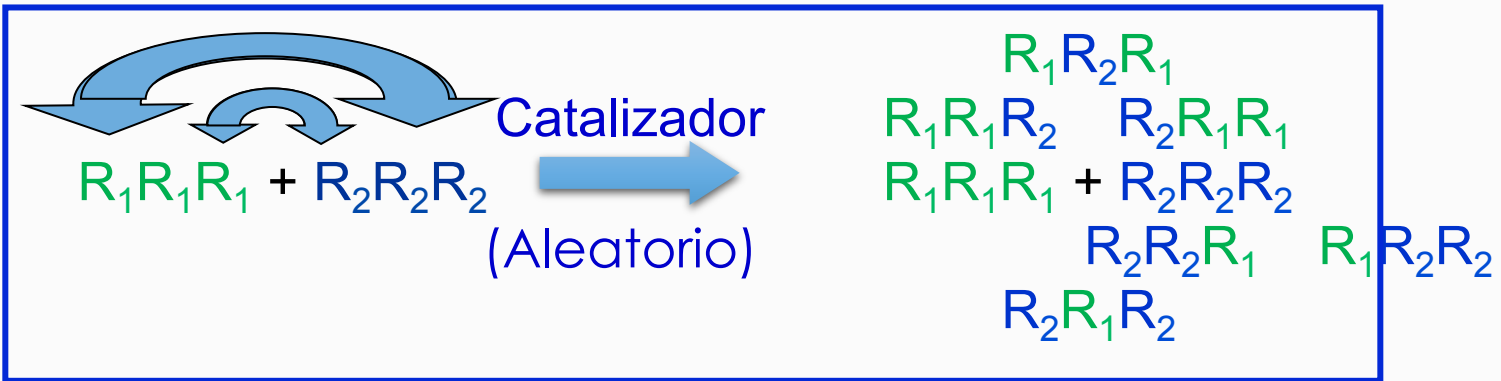 R₁R₁R₁ + R₂R₂R₂
Catalizador
(Aleatorio)
R₁R₂R₁
R₁R₁R₂ R₂R₁R₁
R₁R₁R₁ + R₂R₂R₂
R₂R₂R₁ R₁R₂R₂
R₂R₁R₂